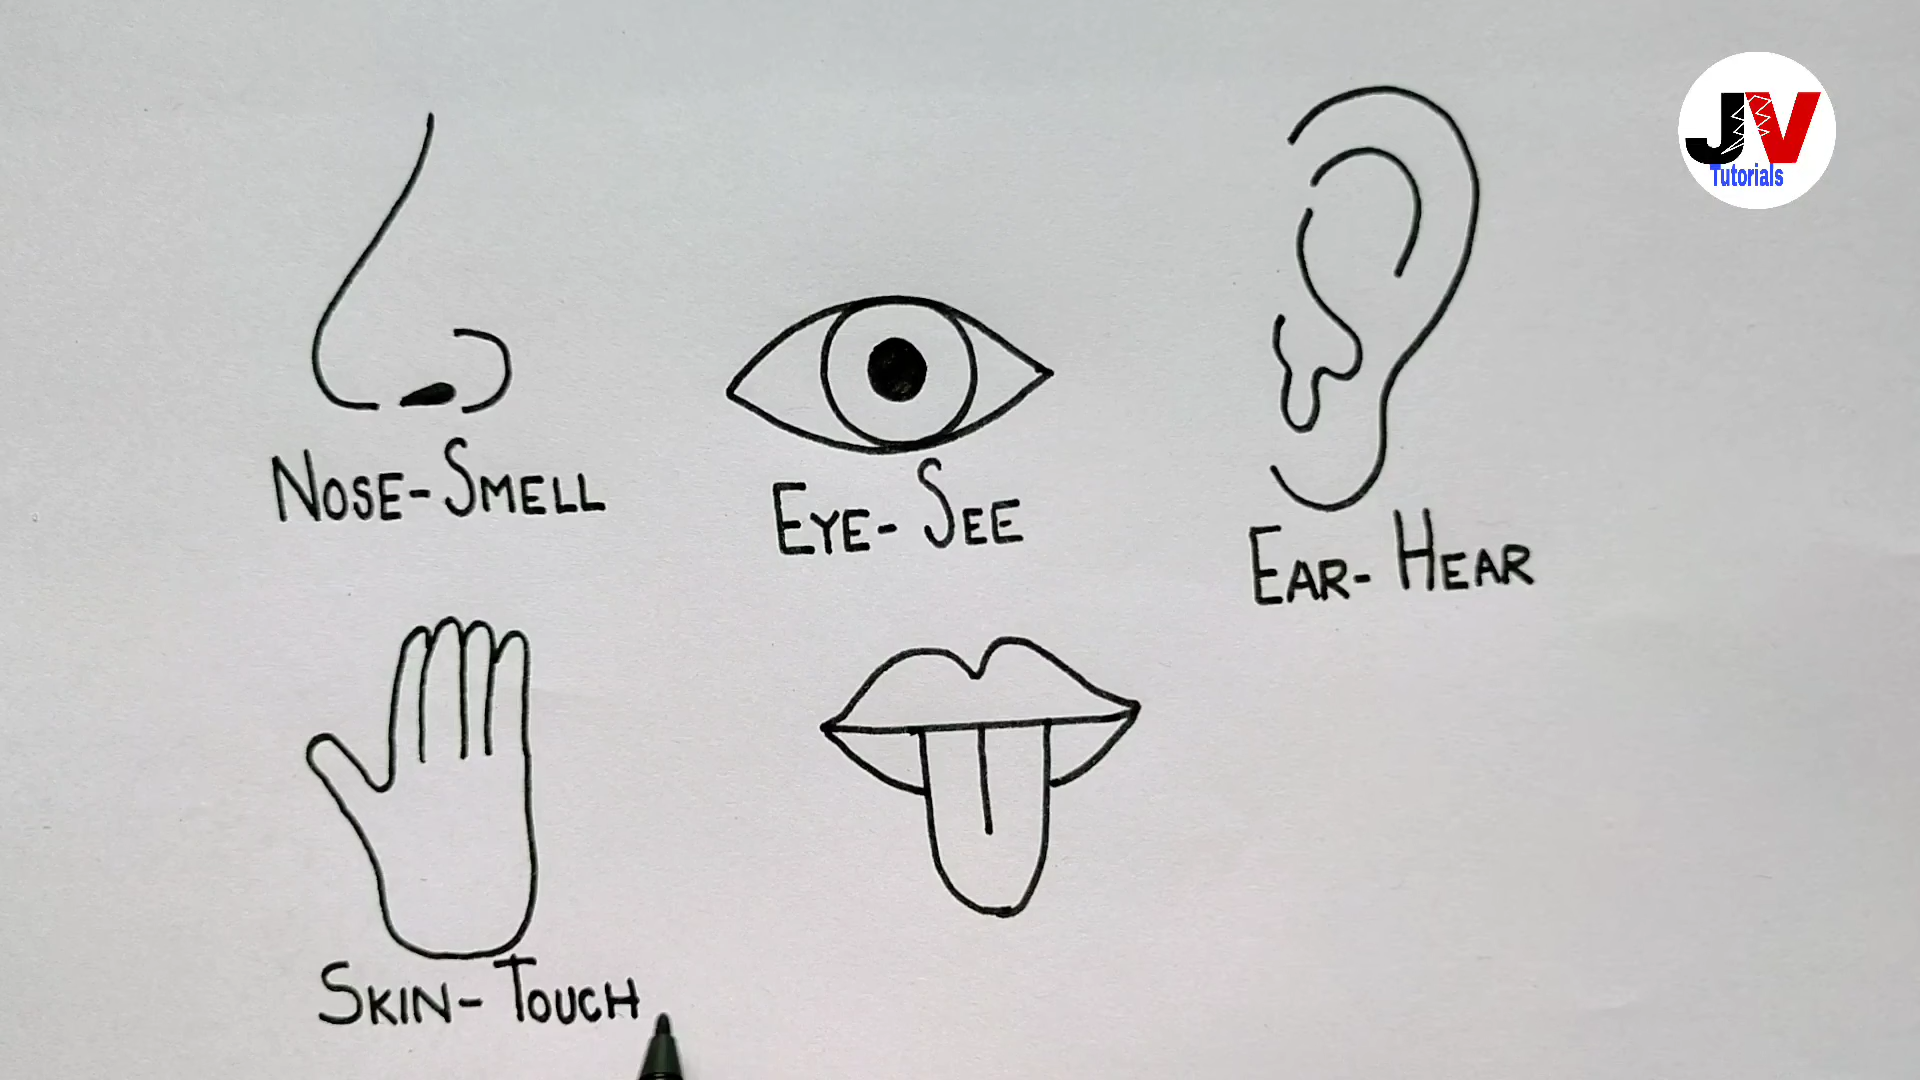 JV
Tutorials
NOSE-SMELL
EYE-SEE
EAR-HEAR
SKIN-TOUCH